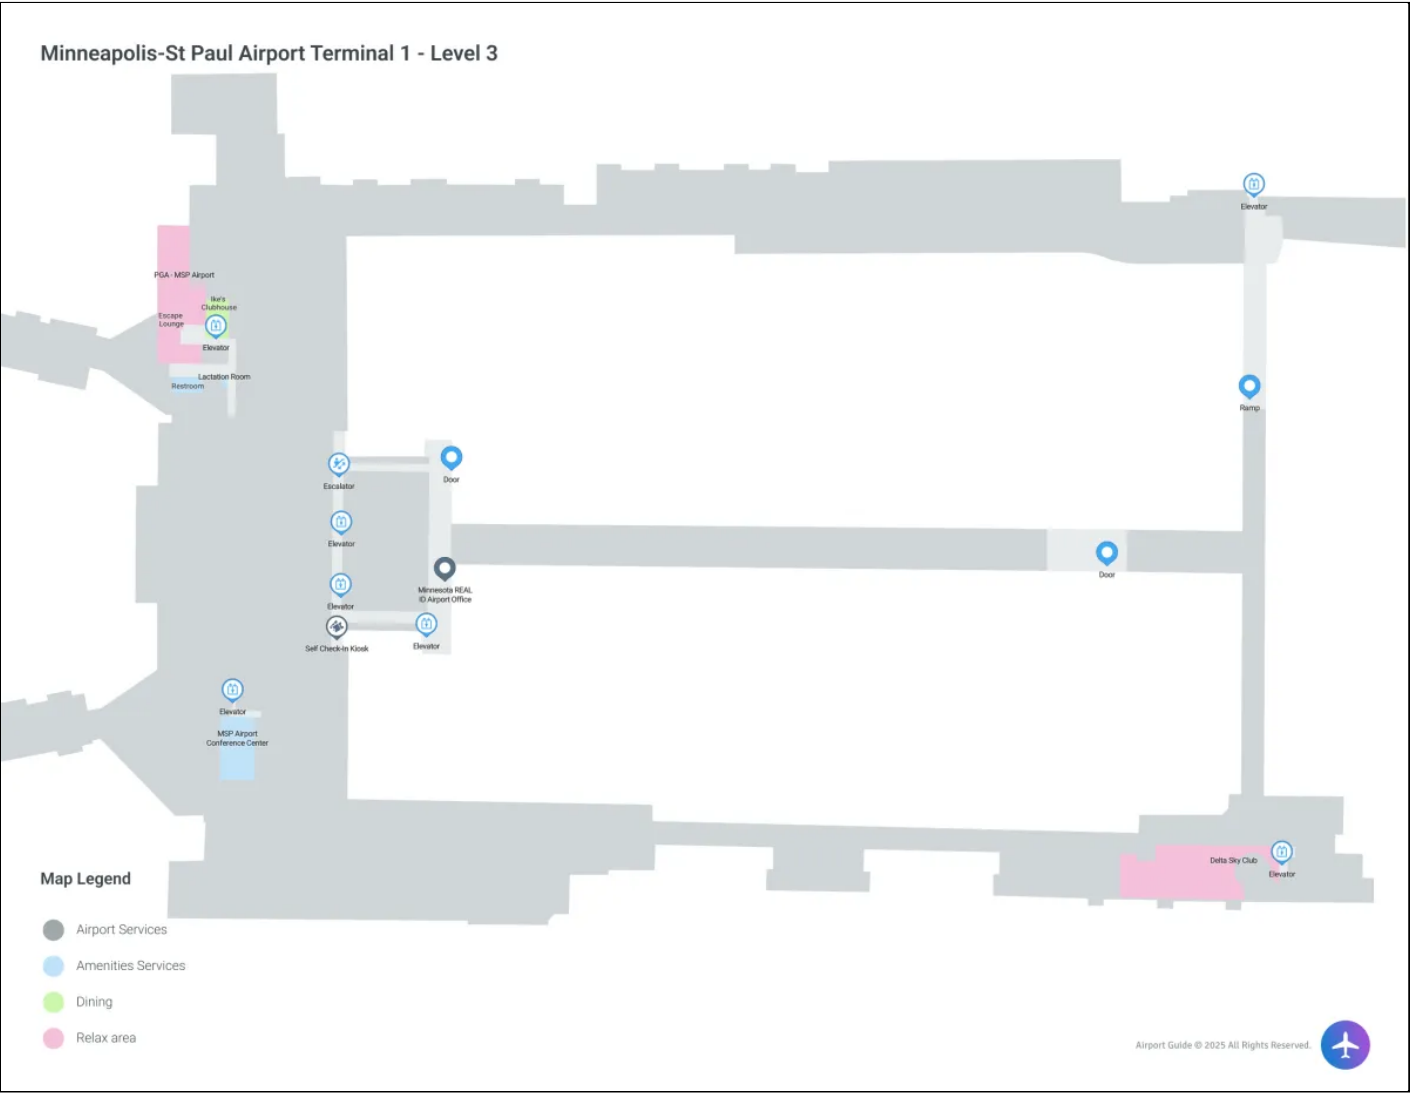 Minneapolis-St Paul Airport Terminal 1 - Level 3
Elevator
PGA - MSP Airport
Ike's
Clubhouse
Escape
Lounge
Elevator
Lactation Room
Restroom
Ramp
Escalator
Door
Elevator
Door
Minnesota REAL
ID Airport Office
Elevator
Self Check-In Kiosk
Elevator
Elevator
MSP Airport
Conference Center
Delta Sky Club
Elevator
Map Legend
Airport Services
Amenities Services
Dining
Relax area
Airport Guide © 2025 All Rights Reserved.